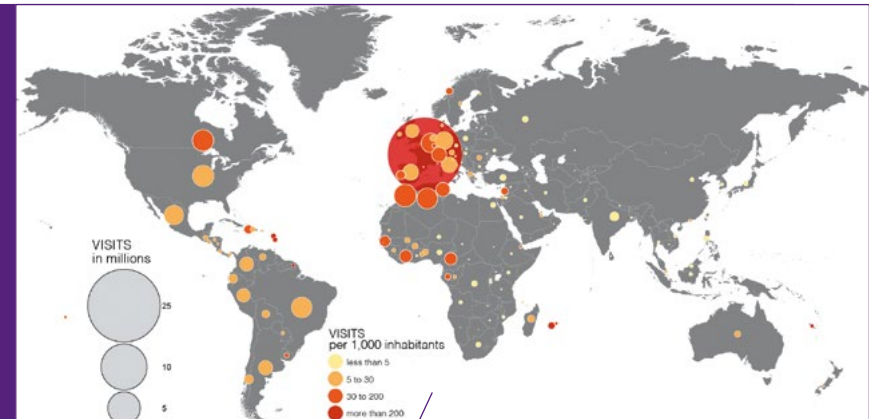 VISITS
in millions
25
10
5
VISITS
per 1,000 inhabitants
less than 5
5 to 30
30 to 200
more than 200